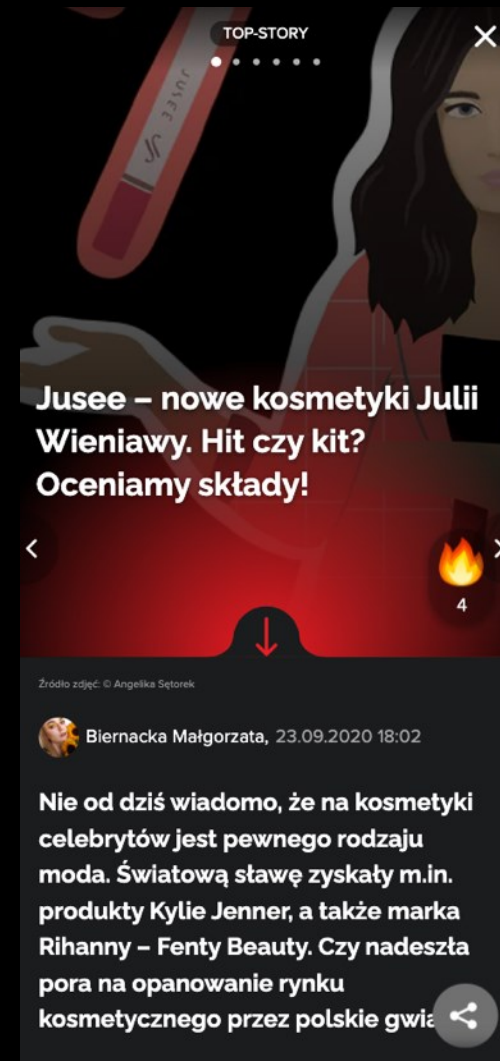 TOP-STORY
JUSEE
Jusee – nowe kosmetyki Julii
Wieniawy. Hit czy kit?
Oceniamy składy!
4
Źródło zdjęć: © Angelika Sętorek
Biernacka Małgorzata, 23.09.2020 18:02
Nie od dziś wiadomo, że na kosmetyki
celebrytów jest pewnego rodzaju
moda. Światową sławę zyskały m.in.
produkty Kylie Jenner, a także marka
Rihanny – Fenty Beauty. Czy nadeszła
pora na opanowanie rynku
kosmetycznego przez polskie